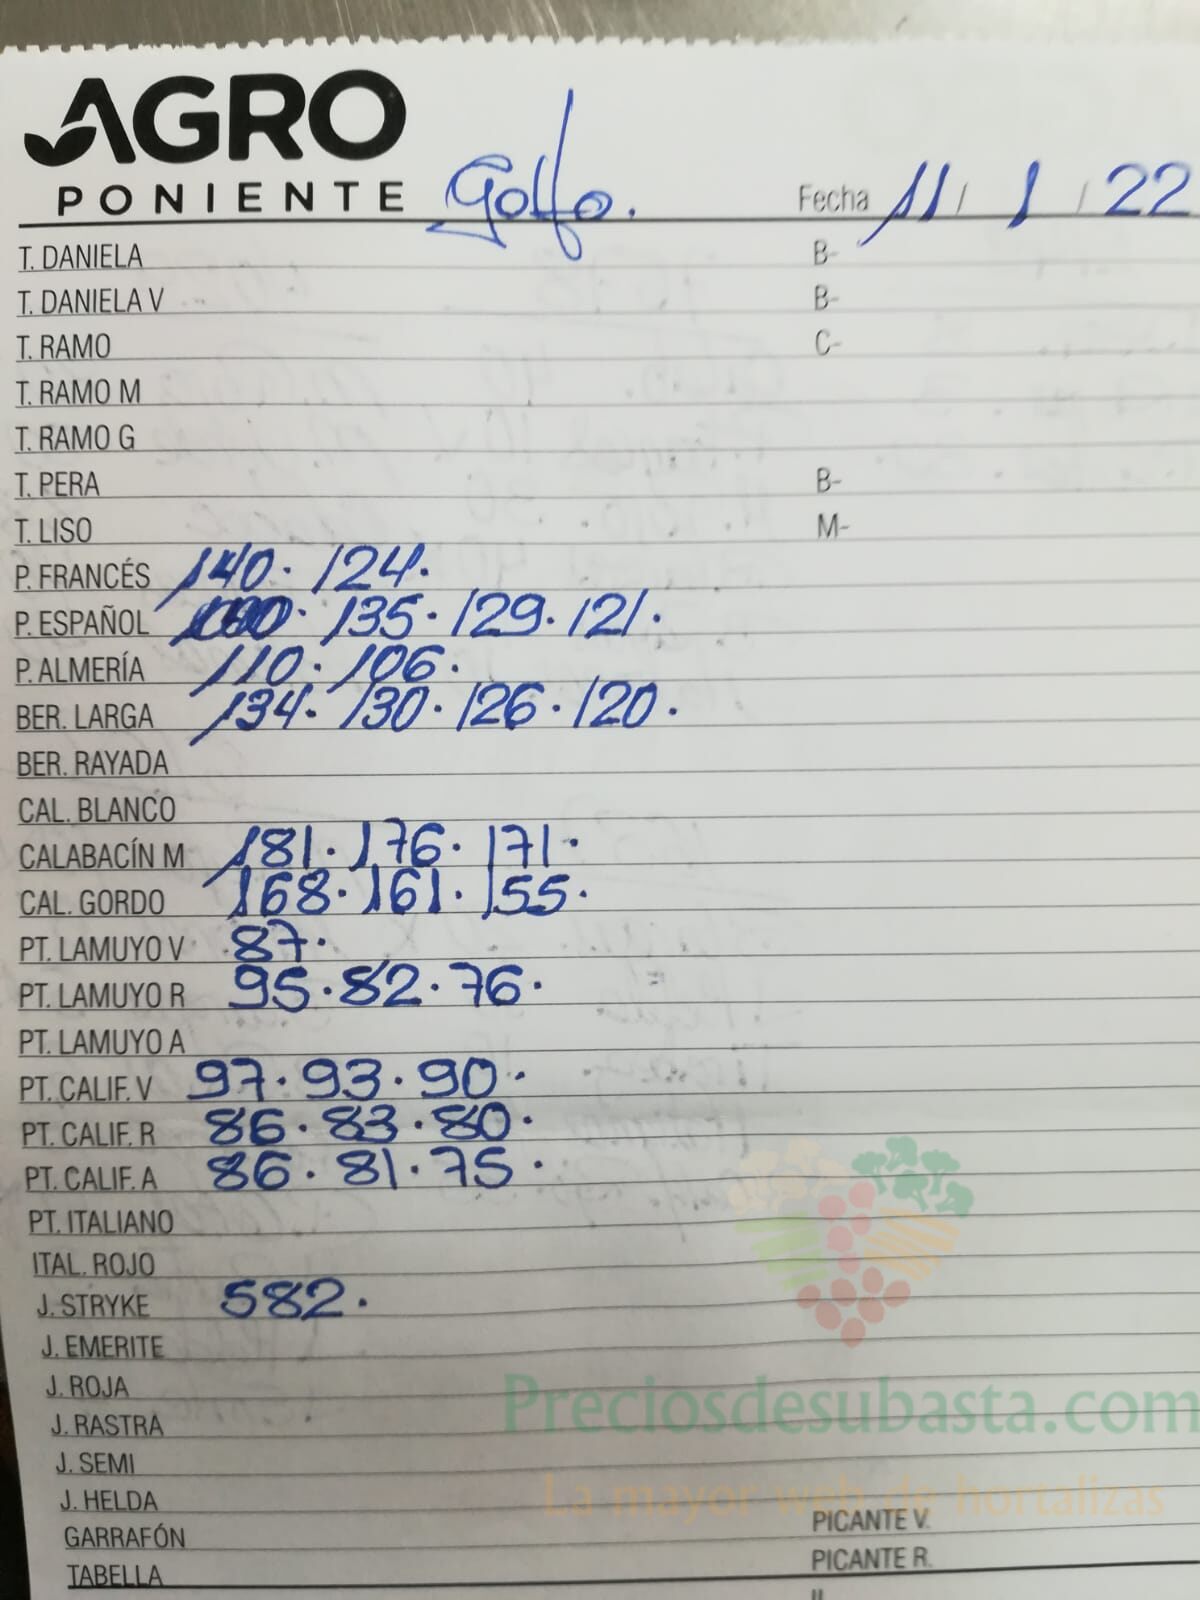 AGRO
PONIENTE Golfo. Fecha 11 / 1 / 22
T. DANIELA B-
T. DANIELA V B-
T. RAMO C-
T. RAMO M
T. RAMO G
T. PERA B-
T. LISO M-
P. FRANCÉS 140. 124.
P. ESPAÑOL 135. 129. 121.
P. ALMERÍA 110. 106.
BER. LARGA 134. 130. 126. 120.
BER. RAYADA
CAL. BLANCO
CALABACÍN M 181. 176. 171.
CAL. GORDO 168. 161. 155.
PT. LAMUYO V 87.
PT. LAMUYO R 95. 82. 76.
PT. LAMUYO A
PT. CALIF. V 97. 93. 90.
PT. CALIF. R 86. 83. 80.
PT. CALIF. A 86. 81. 75.
PT. ITALIANO
ITAL. ROJO
J. STRYKE 582.
J. EMERITE
J. ROJA
Preciosdesubasta.com
J. RASTRA
J. SEMI
La mayor web de hortalizas
J. HELDA
GARRAFÓN PICANTE V.
TABELLA PICANTE R.